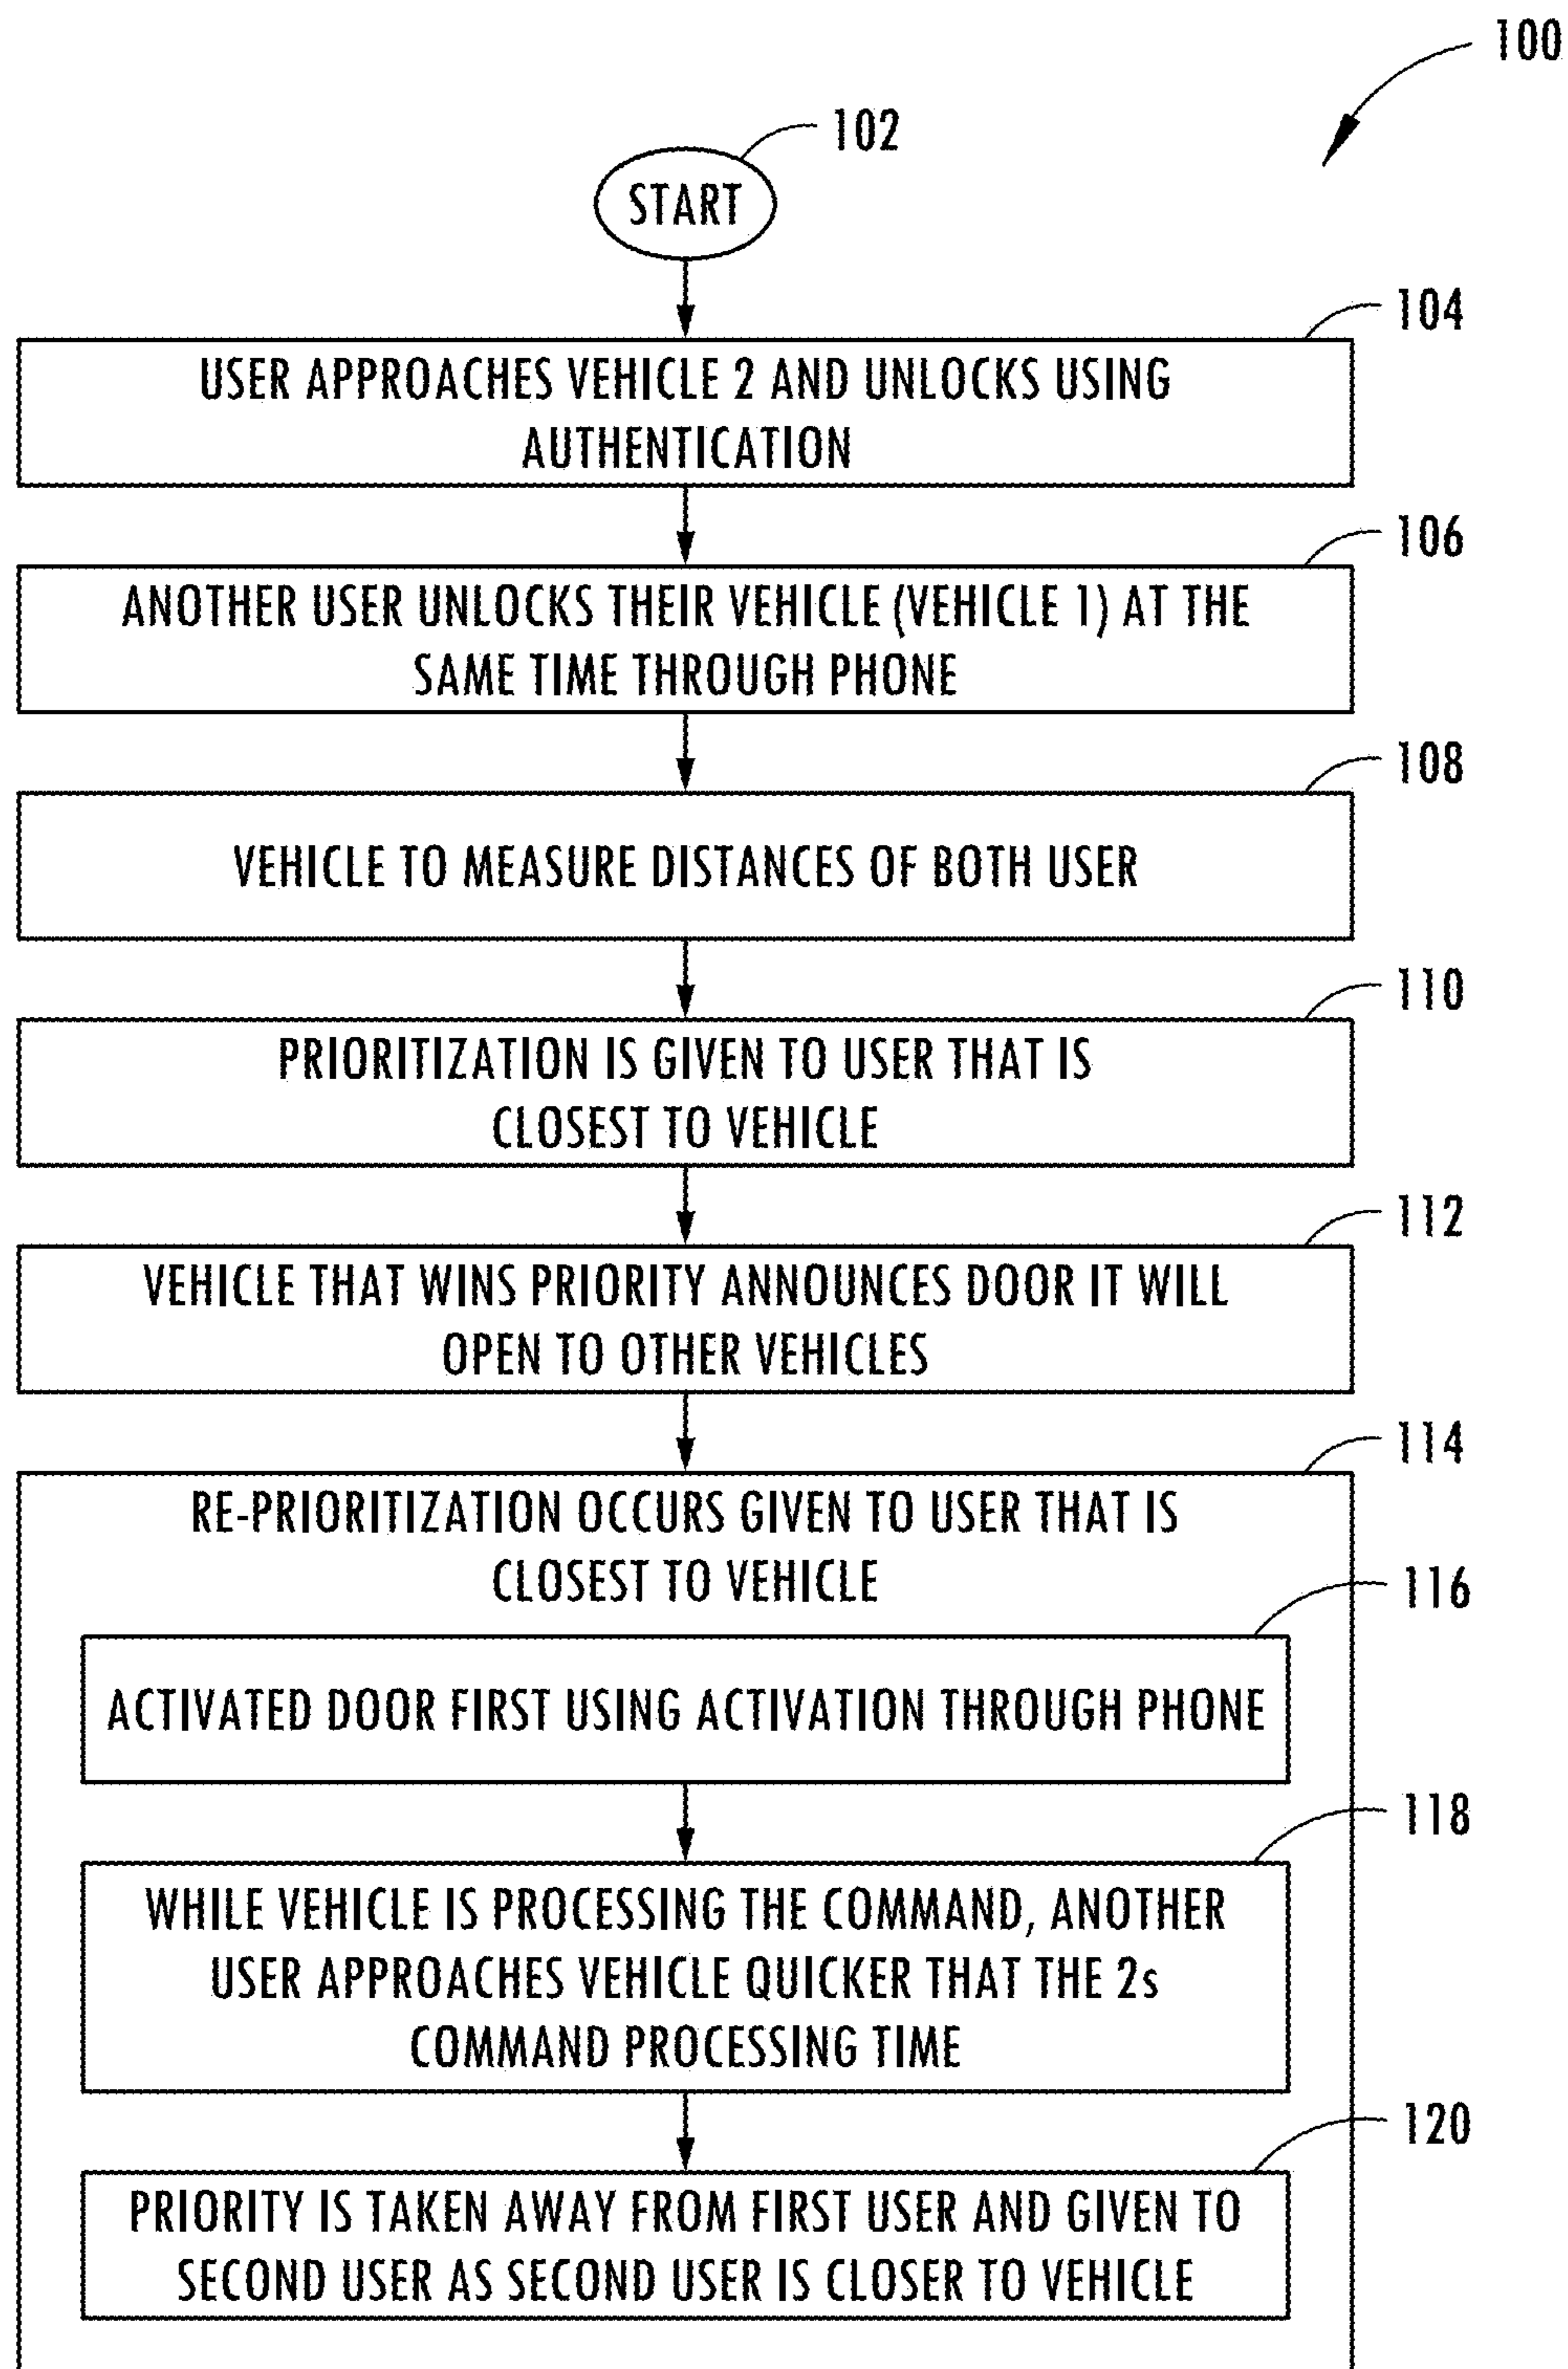 100
102
START
104
USER APPROACHES VEHICLE 2 AND UNLOCKS USING
AUTHENTICATION
106
ANOTHER USER UNLOCKS THEIR VEHICLE (VEHICLE 1) AT THE
SAME TIME THROUGH PHONE
108
VEHICLE TO MEASURE DISTANCES OF BOTH USER
110
PRIORITIZATION IS GIVEN TO USER THAT IS
CLOSEST TO VEHICLE
112
VEHICLE THAT WINS PRIORITY ANNOUNCES DOOR IT WILL
OPEN TO OTHER VEHICLES
114
RE-PRIORITIZATION OCCURS GIVEN TO USER THAT IS
CLOSEST TO VEHICLE
116
ACTIVATED DOOR FIRST USING ACTIVATION THROUGH PHONE
118
WHILE VEHICLE IS PROCESSING THE COMMAND, ANOTHER
USER APPROACHES VEHICLE QUICKER THAT THE 2s
COMMAND PROCESSING TIME
120
PRIORITY IS TAKEN AWAY FROM FIRST USER AND GIVEN TO
SECOND USER AS SECOND USER IS CLOSER TO VEHICLE